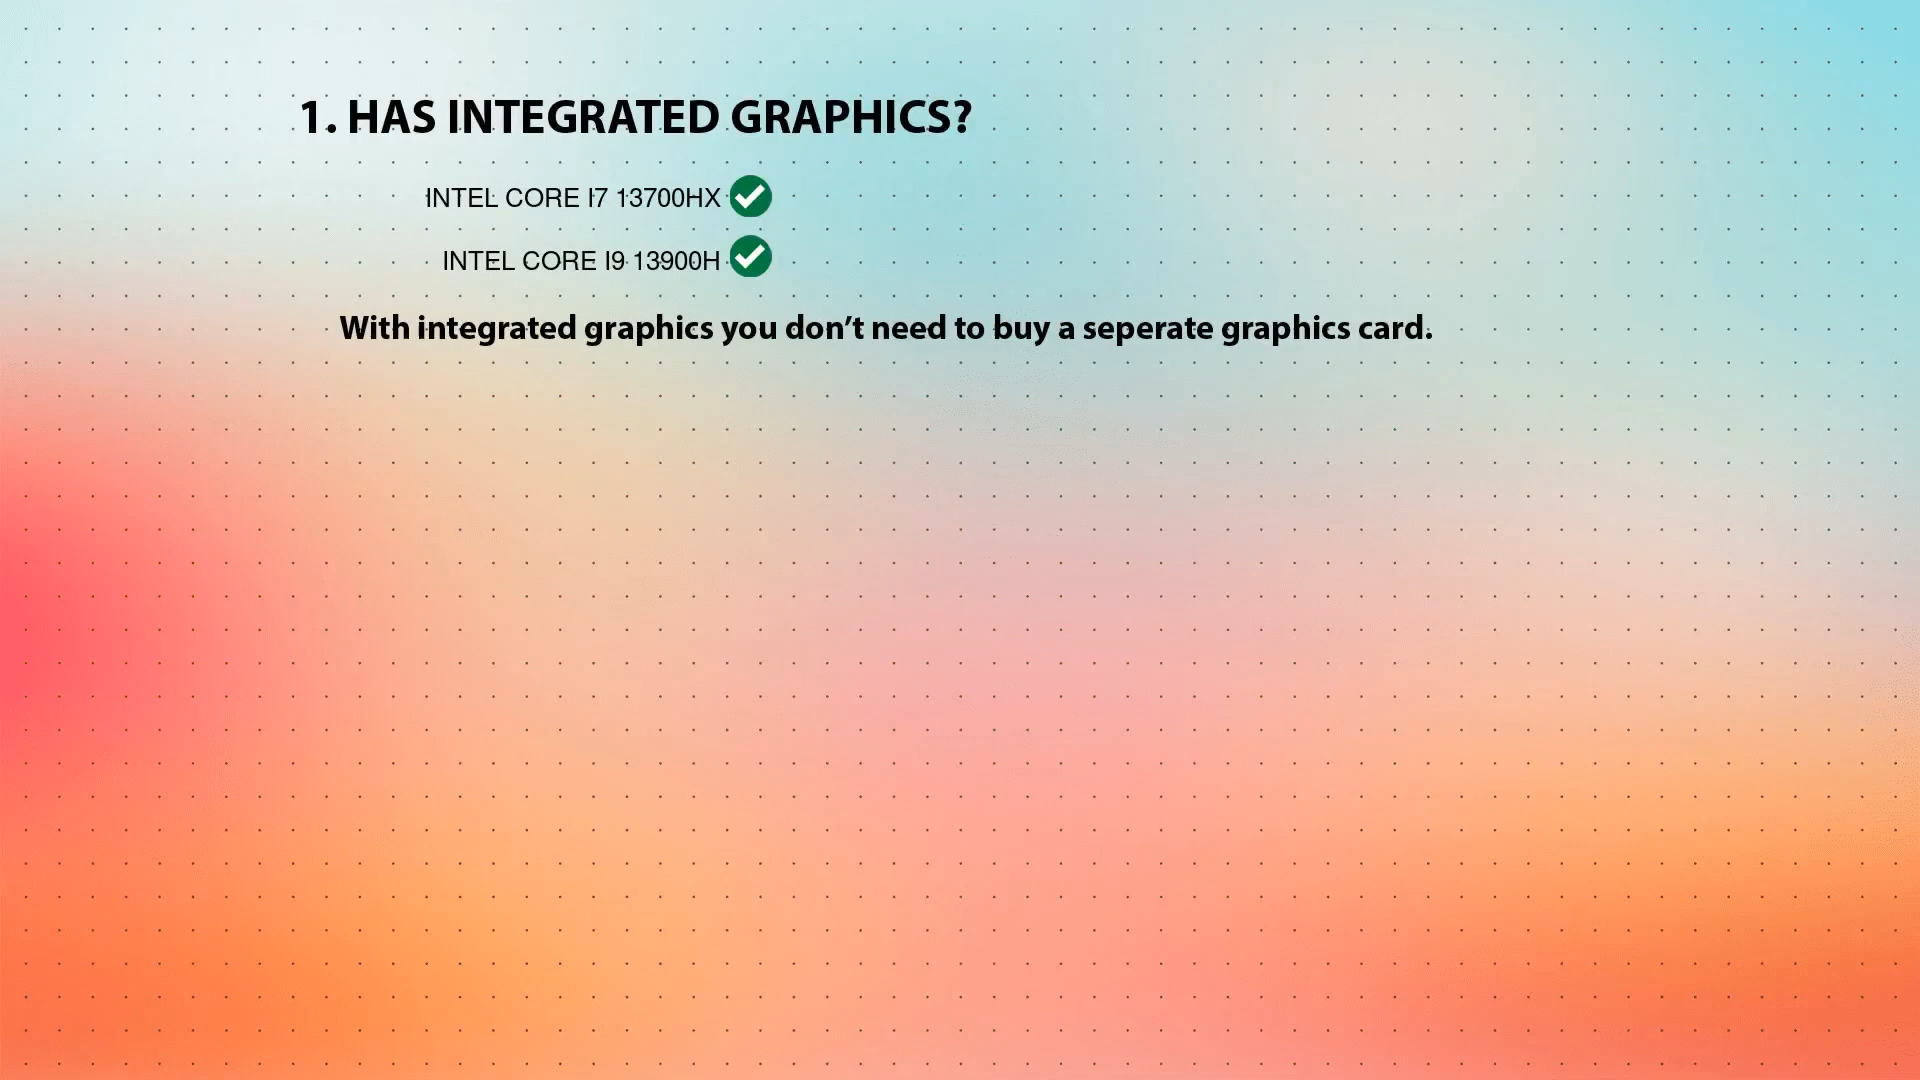 1. HAS INTEGRATED GRAPHICS?
INTEL CORE I7 13700HX
INTEL CORE I9 13900H
With integrated graphics you don’t need to buy a seperate graphics card.